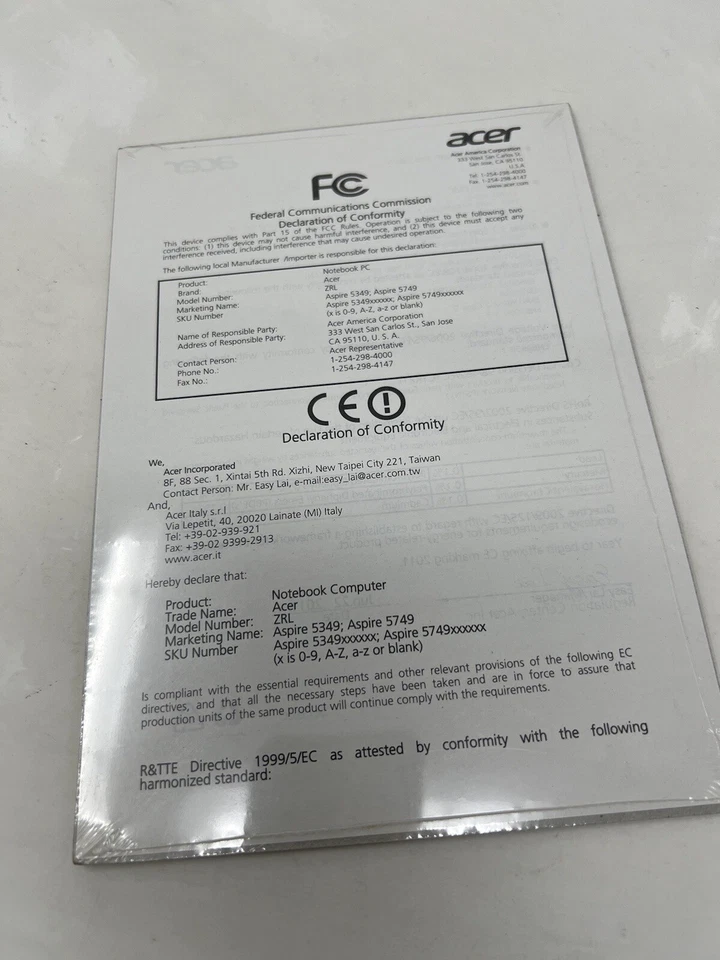 acer
Acer America Corporation
333 West San Carlos St.
San Jose, CA 95110
U.S.A.
Tel: 1-254-298-4000
Fax: 1-254-298-4147
www.acer.com
FC
Federal Communications Commission
Declaration of Conformity
This device complies with Part 15 of the FCC Rules. Operation is subject to the following two
conditions: (1) this device may not cause harmful interference, and (2) this device must accept any
interference received, including interference that may cause undesired operation.
The following local Manufacturer /Importer is responsible for this declaration:
Product: Notebook PC
Brand: Acer
Model Number: ZRL
Marketing Name: Aspire 5349; Aspire 5749
SKU Number Aspire 5349xxxxxx; Aspire 5749xxxxxx
(x is 0-9, A-Z, a-z or blank)
Name of Responsible Party: Acer America Corporation
Address of Responsible Party: 333 West San Carlos St., San Jose
CA 95110, U. S. A.
Contact Person: Acer Representative
Phone No.: 1-254-298-4000
Fax No.: 1-254-298-4147
CE
Declaration of Conformity
We,
Acer Incorporated
8F, 88 Sec. 1, Xintai 5th Rd. Xizhi, New Taipei City 221, Taiwan
Contact Person: Mr. Easy Lai, e-mail:easy_lai@acer.com.tw
And,
Acer Italy s.r.l
Via Lepetit, 40, 20020 Lainate (MI) Italy
Tel: +39-02-939-921
Fax: +39-02 9399-2913
www.acer.it
Hereby declare that:
Product: Notebook Computer
Trade Name: Acer
Model Number: ZRL
Marketing Name: Aspire 5349; Aspire 5749
SKU Number Aspire 5349xxxxxx; Aspire 5749xxxxxx
(x is 0-9, A-Z, a-z or blank)
Is compliant with the essential requirements and other relevant provisions of the following EC
directives, and that all the necessary steps have been taken and are in force to assure that
production units of the same product will continue comply with the requirements.
R&TTE Directive 1999/5/EC as attested by conformity with the following
harmonized standard: